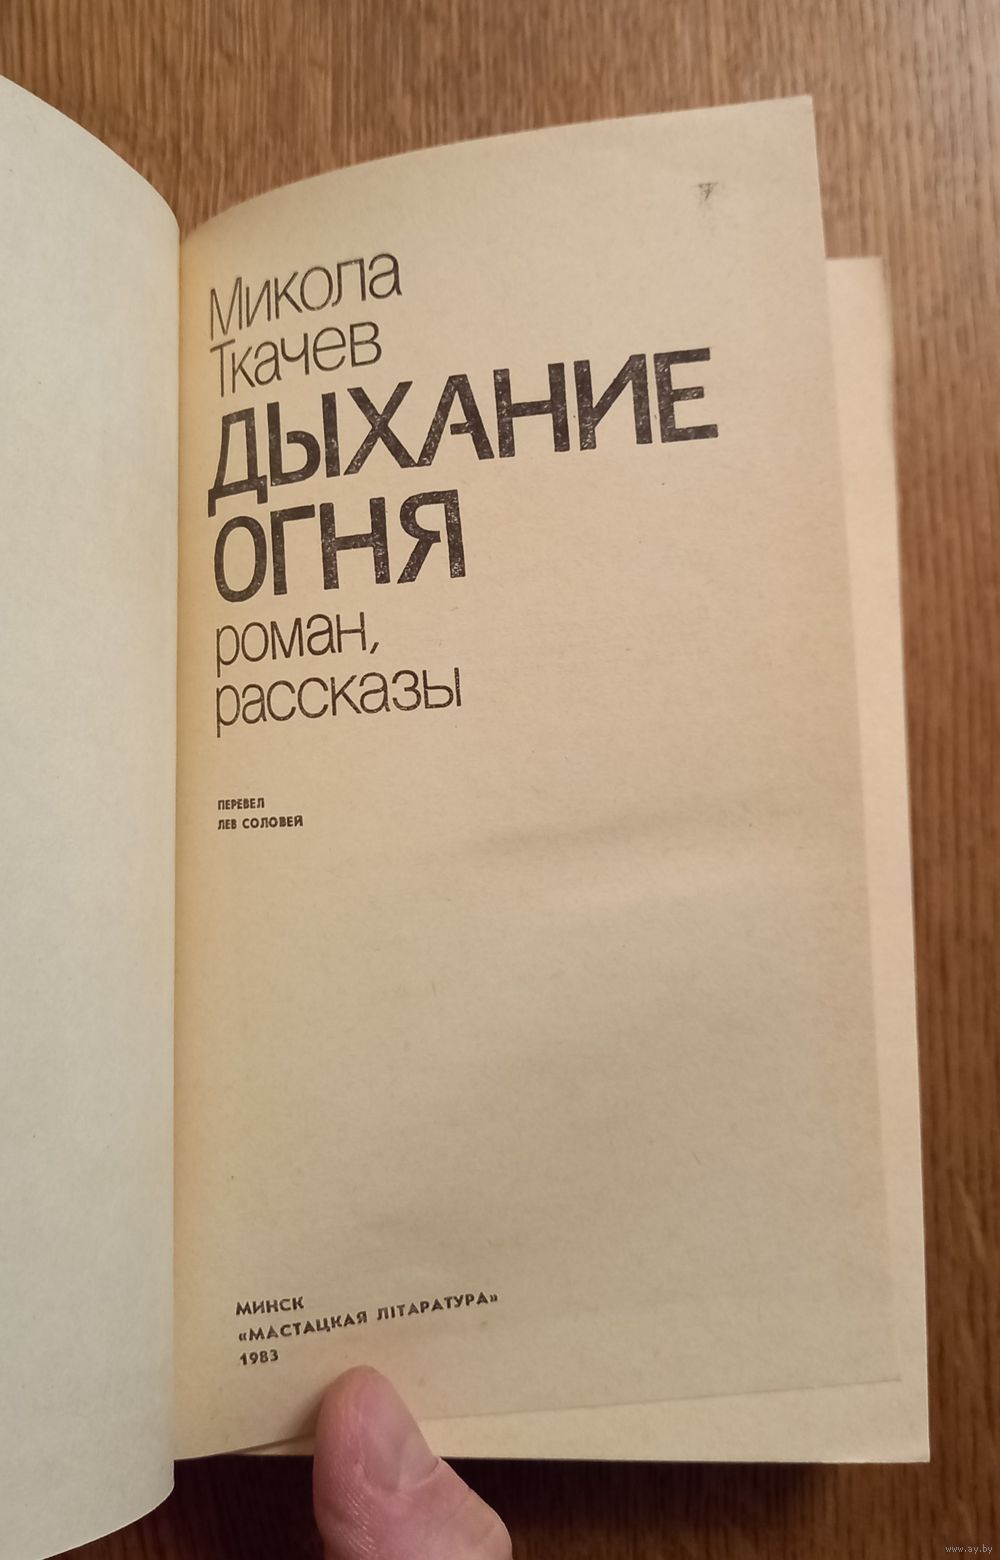 Микола
Ткачев
ДЫХАНИЕ
ОГНЯ
роман,
рассказы
ПЕРЕВЕЛ
ЛЕВ СОЛОВЕЙ
МИНСК
«МАСТАЦКАЯ ЛІТАРАТУРА»
1983
www.ay.by